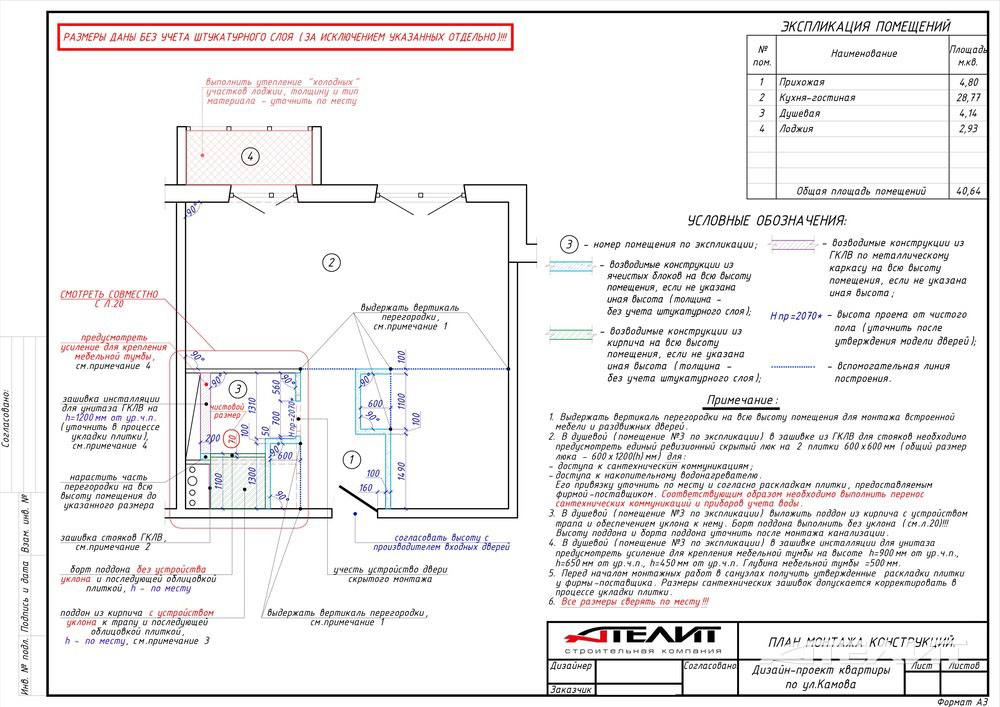 РАЗМЕРЫ ДАНЫ БЕЗ УЧЕТА ШТУКАТУРНОГО СЛОЯ (ЗА ИСКЛЮЧЕНИЕМ УКАЗАННЫХ ОТДЕЛЬНО)!!!
выполнить утепление "холодных"
участков лоджии, толщину и тип
материала - уточнить по месту
4
2
СМОТРЕТЬ СОВМЕСТНО
С Л.20
выдержать вертикаль
перегородки,
см.примечание 1
предусмотреть
усиление для крепления
мебельной тумбы,
см.примечание 4
зашивка инсталляции
для унитаза ГКЛВ на
h=1200 мм от ур.ч.п.
(уточнить в процессе
укладки плитки),
см.примечание 4
нарастить часть
перегородки на всю
высоту помещения до
указанного размера
зашивка стояков ГКЛВ,
см.примечание 2
борт поддона без устройства
уклона и последующей облицовкой
плиткой, h - по месту
поддон из кирпича с устройством
уклона к трапу и последующей
облицовкой плиткой,
h - по месту, см.примечание 3
выдержать вертикаль перегородки,
см.примечание 1
учесть устройство двери
скрытого монтажа
согласовать высоту с
производителем входных дверей
90°
90°
90°
3
чистовой
размер
1310
560
700
Hпр=2070*
100
50
200
70
90°
600
1100
1300
90°
100
90°
600
90°
1100
100
1
100
160
1490
ЭКСПЛИКАЦИЯ ПОМЕЩЕНИЙ
№ пом. Наименование Площадь м.кв.
1 Прихожая 4,80
2 Кухня-гостиная 28,77
3 Душевая 4,14
4 Лоджия 2,93
Общая площадь помещений 40,64
УСЛОВНЫЕ ОБОЗНАЧЕНИЯ:
3 - номер помещения по экспликации;
- возводимые конструкции из
ячеистых блоков на всю высоту
помещения, если не указана
иная высота (толщина -
без учета штукатурного слоя);
- возводимые конструкции из
кирпича на всю высоту
помещения, если не указана
иная высота (толщина -
без учета штукатурного слоя);
- возводимые конструкции из
ГКЛВ по металлическому
каркасу на всю высоту
помещения, если не указана
иная высота;
Hпр=2070* - высота проема от чистого
пола (уточнить после
утверждения модели дверей);
- вспомогательная линия
построения.
Примечание:
1. Выдержать вертикаль перегородки на всю высоту помещения для монтажа встроенной
мебели и раздвижных дверей.
2. В душевой (помещение №3 по экспликации) в зашивке из ГКЛВ для стояков необходимо
предусмотреть единый ревизионный скрытый люк на 2 плитки 600х600мм (общий размер
люка - 600х1200(h)мм) для:
- доступа к сантехническим коммуникациям;
- доступа к накопительному водонагревателю.
Его привязку уточнить по месту и согласно раскладкам плитки, предоставляемым
фирмой-поставщиком. Соответствующим образом необходимо выполнить перенос
сантехнических коммуникаций и приборов учета воды.
3. В душевой (помещение №3 по экспликации) выложить поддон из кирпича с устройством
трапа и обеспечением уклона к нему. Борт поддона выполнить без уклона (см.л.20)!!!
Высоту поддона и борта поддона уточнить после монтажа канализации.
4. В душевой (помещение №3 по экспликации) в зашивке инсталляции для унитаза
предусмотреть усиление для крепления мебельной тумбы на высоте h=900мм от ур.ч.п.,
h=650мм от ур.ч.п., h=450мм от ур.ч.п. Глубина мебельной тумбы =500мм.
5. Перед началом монтажных работ в санузлах получить утвержденные раскладки плитки
у фирмы-поставщика. Размеры сантехнических зашивок допускается корректировать в
процессе укладки плитки.
6. Все размеры сверять по месту!!!
АТЕЛИТ
строительная компания
Дизайнер
Заказчик
Согласовано
ПЛАН МОНТАЖА КОНСТРУКЦИЙ.
Дизайн-проект квартиры
по ул.Камова
Лист
Листов
АТЕЛИТ
Формат А3
Согласовано:
Взам. инв. №
Подпись и дата
Инв. № подл.